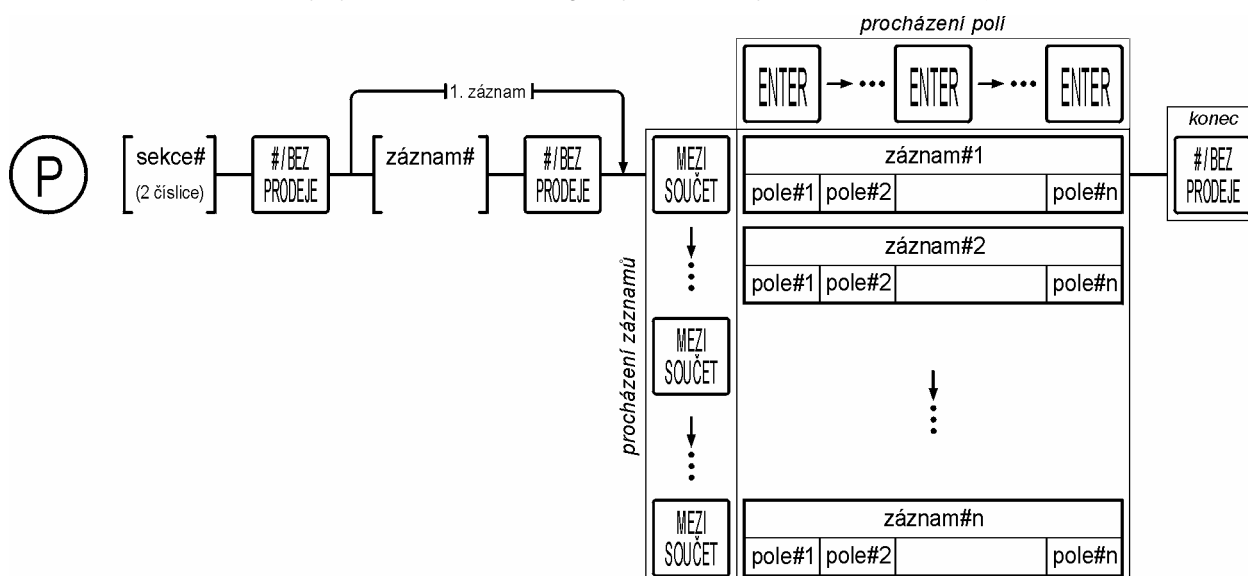 procházení polí
ENTER
ENTER
ENTER
1. záznam
konec
P
sekce#
(2 číslice)
#/BEZ
PRODEJE
záznam#
#/BEZ
PRODEJE
MEZI
SOUČET
záznam#1
pole#1 pole#2 pole#n
#/BEZ
PRODEJE
záznam#2
pole#1 pole#2 pole#n
procházení záznamů
MEZI
SOUČET
MEZI
SOUČET
záznam#n
pole#1 pole#2 pole#n